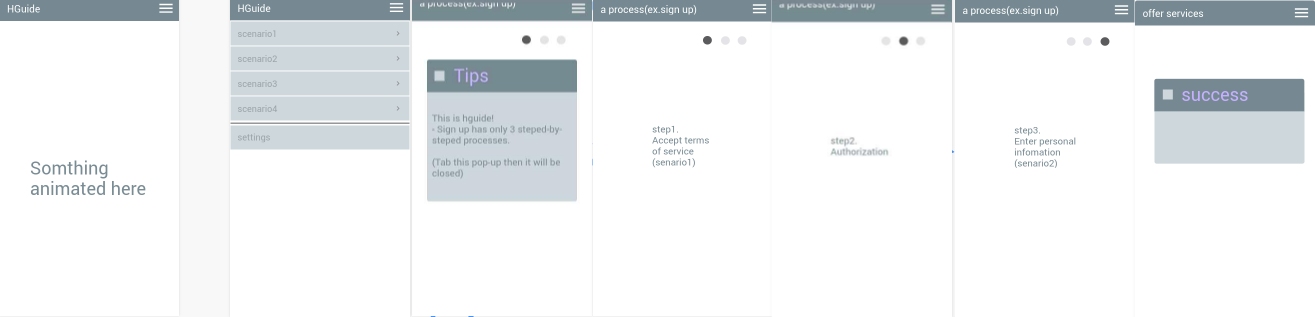 HGuide
Somthing
animated here
HGuide
scenario1
scenario2
scenario3
scenario4
settings
a process(ex.sign up)
Tips
This is hguide!
- Sign up has only 3 steped-by-
steped processes.
(Tab this pop-up then it will be
closed)
a process(ex.sign up)
step1.
Accept terms
of service
(senario1)
a process(ex.sign up)
step2.
Authorization
a process(ex.sign up)
step3.
Enter personal
infomation
(senario2)
offer services
success